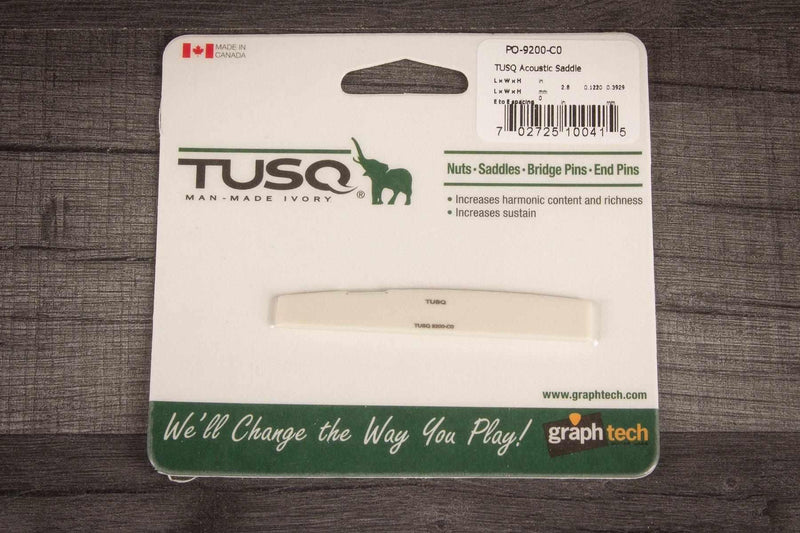 MADE IN
CANADA
PO-9200-C0
TUSQ Acoustic Saddle
L x W x H in
L x W x H mm 2.8 0.1220 0.3929
E to E spacing 0 in mm
7 02725 10041 5
TUSQ®
MAN-MADE IVORY
Nuts • Saddles • Bridge Pins • End Pins
• Increases harmonic content and richness
• Increases sustain
TUSQ
TUSQ 9200-C0
www.graphtech.com
We'll Change the Way You Play!
graph tech